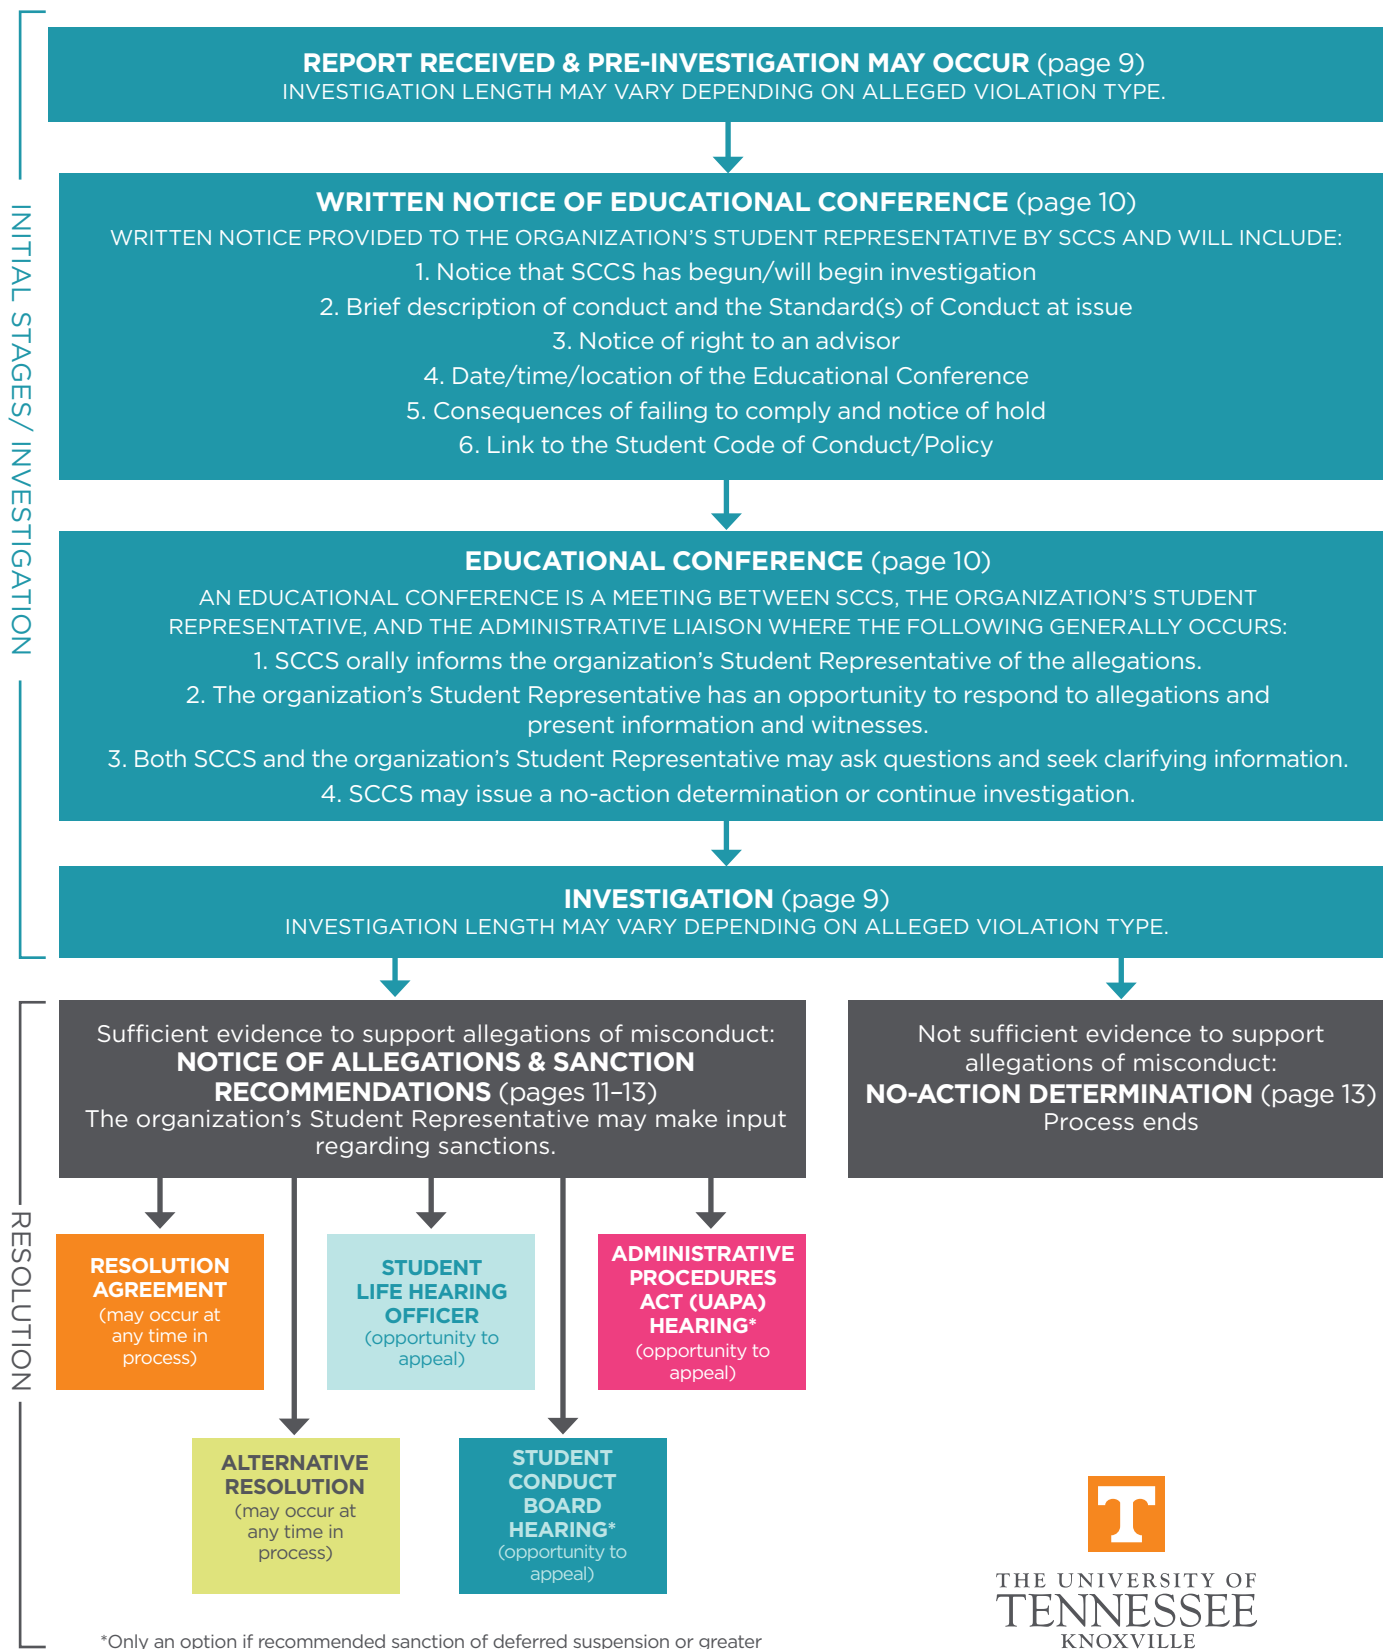 REPORT RECEIVED & PRE-INVESTIGATION MAY OCCUR (page 9)
INVESTIGATION LENGTH MAY VARY DEPENDING ON ALLEGED VIOLATION TYPE.
INITIAL STAGES/ INVESTIGATION
WRITTEN NOTICE OF EDUCATIONAL CONFERENCE (page 10)
WRITTEN NOTICE PROVIDED TO THE ORGANIZATION’S STUDENT REPRESENTATIVE BY SCCS AND WILL INCLUDE:
1. Notice that SCCS has begun/will begin investigation
2. Brief description of conduct and the Standard(s) of Conduct at issue
3. Notice of right to an advisor
4. Date/time/location of the Educational Conference
5. Consequences of failing to comply and notice of hold
6. Link to the Student Code of Conduct/Policy
EDUCATIONAL CONFERENCE (page 10)
AN EDUCATIONAL CONFERENCE IS A MEETING BETWEEN SCCS, THE ORGANIZATION’S STUDENT
REPRESENTATIVE, AND THE ADMINISTRATIVE LIAISON WHERE THE FOLLOWING GENERALLY OCCURS:
1. SCCS orally informs the organization’s Student Representative of the allegations.
2. The organization’s Student Representative has an opportunity to respond to allegations and
present information and witnesses.
3. Both SCCS and the organization’s Student Representative may ask questions and seek clarifying information.
4. SCCS may issue a no-action determination or continue investigation.
INVESTIGATION (page 9)
INVESTIGATION LENGTH MAY VARY DEPENDING ON ALLEGED VIOLATION TYPE.
RESOLUTION
Sufficient evidence to support allegations of misconduct:
NOTICE OF ALLEGATIONS & SANCTION
RECOMMENDATIONS (pages 11–13)
The organization’s Student Representative may make input
regarding sanctions.
Not sufficient evidence to support
allegations of misconduct:
NO-ACTION DETERMINATION (page 13)
Process ends
RESOLUTION
AGREEMENT
(may occur at
any time in
process)
STUDENT
LIFE HEARING
OFFICER
(opportunity to
appeal)
ADMINISTRATIVE
PROCEDURES
ACT (UAPA)
HEARING*
(opportunity to
appeal)
ALTERNATIVE
RESOLUTION
(may occur at
any time in
process)
STUDENT
CONDUCT
BOARD
HEARING*
(opportunity to
appeal)
*Only an option if recommended sanction of deferred suspension or greater
T
THE UNIVERSITY OF
TENNESSEE
KNOXVILLE